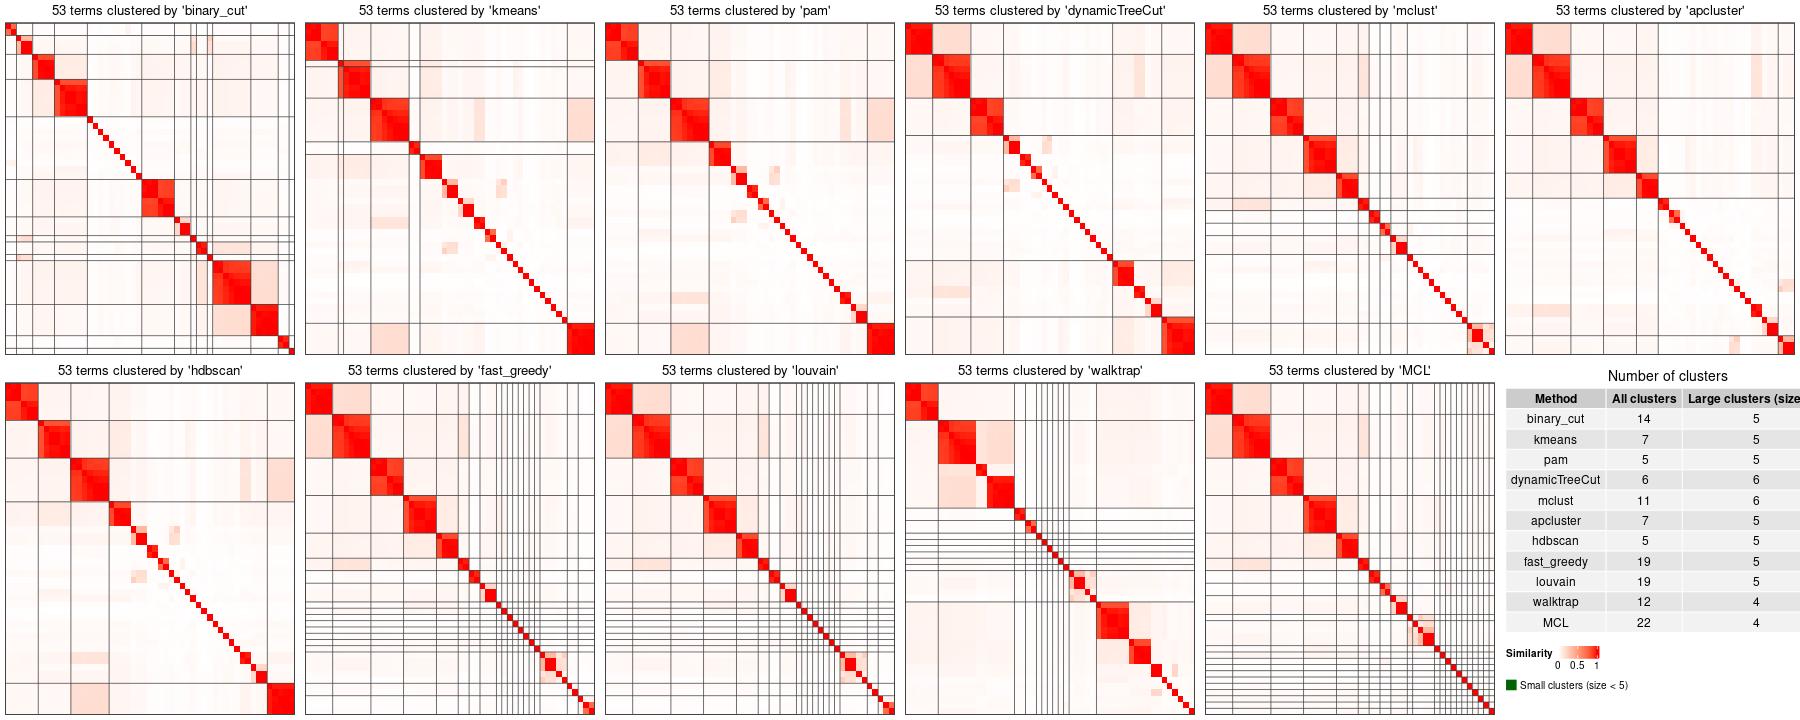 53 terms clustered by 'binary_cut'
53 terms clustered by 'kmeans'
53 terms clustered by 'pam'
53 terms clustered by 'dynamicTreeCut'
53 terms clustered by 'mclust'
53 terms clustered by 'apcluster'
53 terms clustered by 'hdbscan'
53 terms clustered by 'fast_greedy'
53 terms clustered by 'louvain'
53 terms clustered by 'walktrap'
53 terms clustered by 'MCL'
Number of clusters
Method All clusters Large clusters (size
binary_cut 14 5
kmeans 7 5
pam 5 5
dynamicTreeCut 6 6
mclust 11 6
apcluster 7 5
hdbscan 5 5
fast_greedy 19 5
louvain 19 5
walktrap 12 4
MCL 22 4
Similarity
0 0.5 1
Small clusters (size < 5)